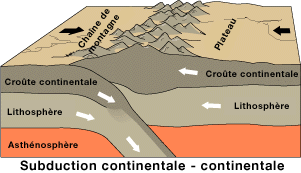 Chaîne de
montagne
Plateau
Croûte continentale
Croûte continentale
Lithosphère
Lithosphère
Asthénosphère
Subduction continentale - continentale